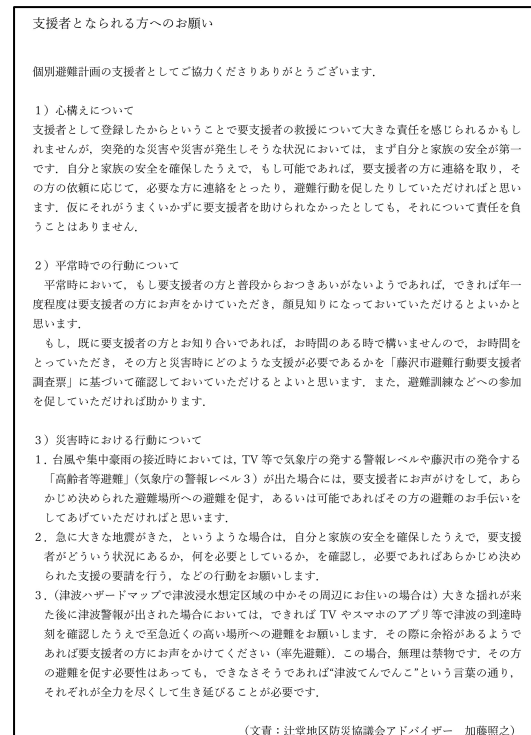 支援者となられる方へのお願い
個別避難計画の支援者としてご協力くださりありがとうございます．
1）心構えについて
支援者として登録したからということで要支援者の救援について大きな責任を感じられるかもし
れませんが，突発的な災害や災害が発生しそうな状況においては，まず自分と家族の安全が第一
です．自分と家族の安全を確保したうえで，もし可能であれば，要支援者の方に連絡を取り，そ
の方の依頼に応じて，必要な方に連絡をとったり，避難行動を促したりしていただければと思い
ます．仮にそれがうまくいかずに要支援者を助けられなかったとしても，それについて責任を負
うことはありません．
2）平常時での行動について
平常時において，もし要支援者の方と普段からおつきあいがないようであれば，できれば年一
度程度は要支援者の方にお声をかけていただき，顔見知りになっておいていただけるとよいかと
思います．
もし，既に要支援者の方とお知り合いであれば，お時間のある時で構いませんので，お時間を
とっていただき，その方と災害時にどのような支援が必要であるかを「藤沢市避難行動要支援者
調査票」に基づいて確認しておいていただけるとよいと思います．また，避難訓練などへの参加
を促していただければ助かります．
3）災害時における行動について
1．台風や集中豪雨の接近時においては，TV 等で気象庁の発する警報レベルや藤沢市の発令する
「高齢者等避難」（気象庁の警報レベル３）が出た場合には，要支援者にお声がけをして，あら
かじめ決められた避難場所への避難を促す，あるいは可能であればその方の避難のお手伝いを
してあげていただければと思います．
2．急に大きな地震がきた，というような場合は，自分と家族の安全を確保したうえで，要支援
者がどういう状況にあるか，何を必要としているか，を確認し，必要であればあらかじめ決め
られた支援の要請を行う，などの行動をお願いします．
3．（津波ハザードマップで津波浸水想定区域の中かその周辺にお住いの場合は）大きな揺れが来
た後に津波警報が出された場合においては，できれば TV やスマホのアプリ等で津波の到達時
刻を確認したうえで至急近くの高い場所への避難をお願いします．その際に余裕があるようで
あれば要支援者の方にお声をかけてください（率先避難）．この場合，無理は禁物です．その方
の避難を促す必要性はあっても，できなさそうであれば“津波てんでんこ”という言葉の通り，
それぞれが全力を尽くして生き延びることが必要です．
（文責：辻堂地区防災協議会アドバイザー　加藤照之）